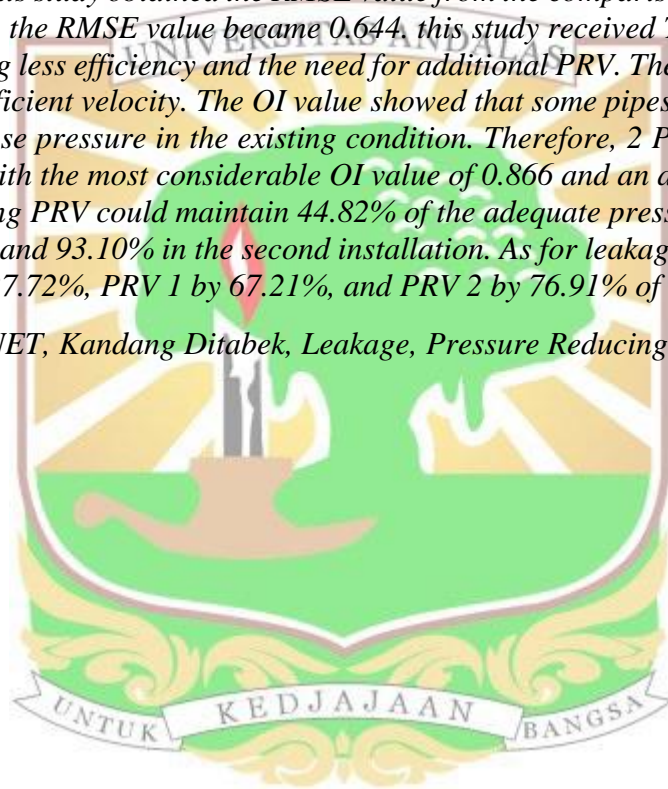 s study obtained the RMSE value from the comparis
the RMSE value became 0.644. this study received
UNIVERSITAS ANDALAS
g less efficiency and the need for additional PRV. The
ficient velocity. The OI value showed that some pipes
se pressure in the existing condition. Therefore, 2 P
ith the most considerable OI value of 0.866 and an a
ng PRV could maintain 44.82% of the adequate press
and 93.10% in the second installation. As for leakag
7.72%, PRV 1 by 67.21%, and PRV 2 by 76.91% of
NET, Kandang Ditabek, Leakage, Pressure Reducing
UNTUK KEDJAJAAN BANGSA